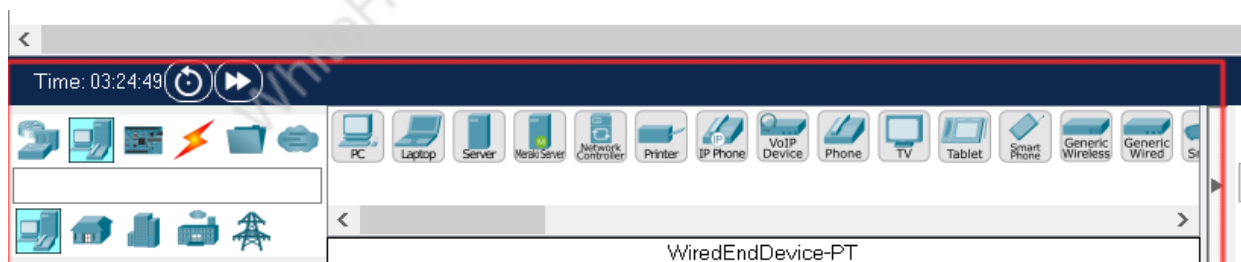 Time: 03:24:49
PC
Laptop
Server
Meraki Server
Network
Controller
Printer
IP Phone
VoIP
Device
Phone
TV
Tablet
Smart
Phone
Generic
Wireless
Generic
Wired
WiredEndDevice-PT